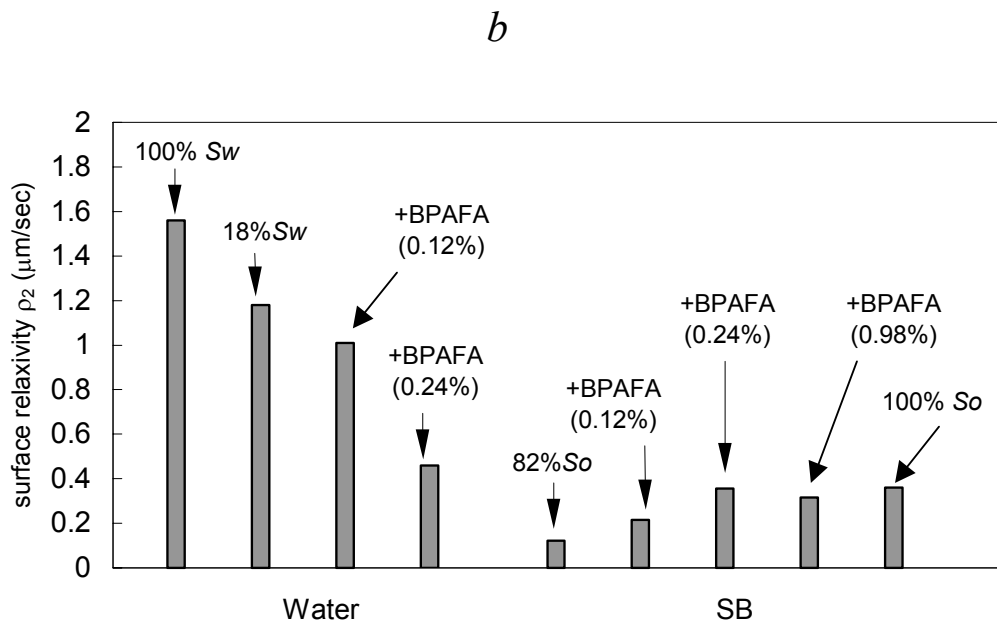 b
surface relaxivity ρ2 (μm/sec)
2
1.8
1.6
1.4
1.2
1
0.8
0.6
0.4
0.2
0
100% Sw
18%Sw
+BPAFA
(0.12%)
+BPAFA
(0.24%)
82%So
+BPAFA
(0.12%)
+BPAFA
(0.24%)
+BPAFA
(0.98%)
100% So
Water
SB